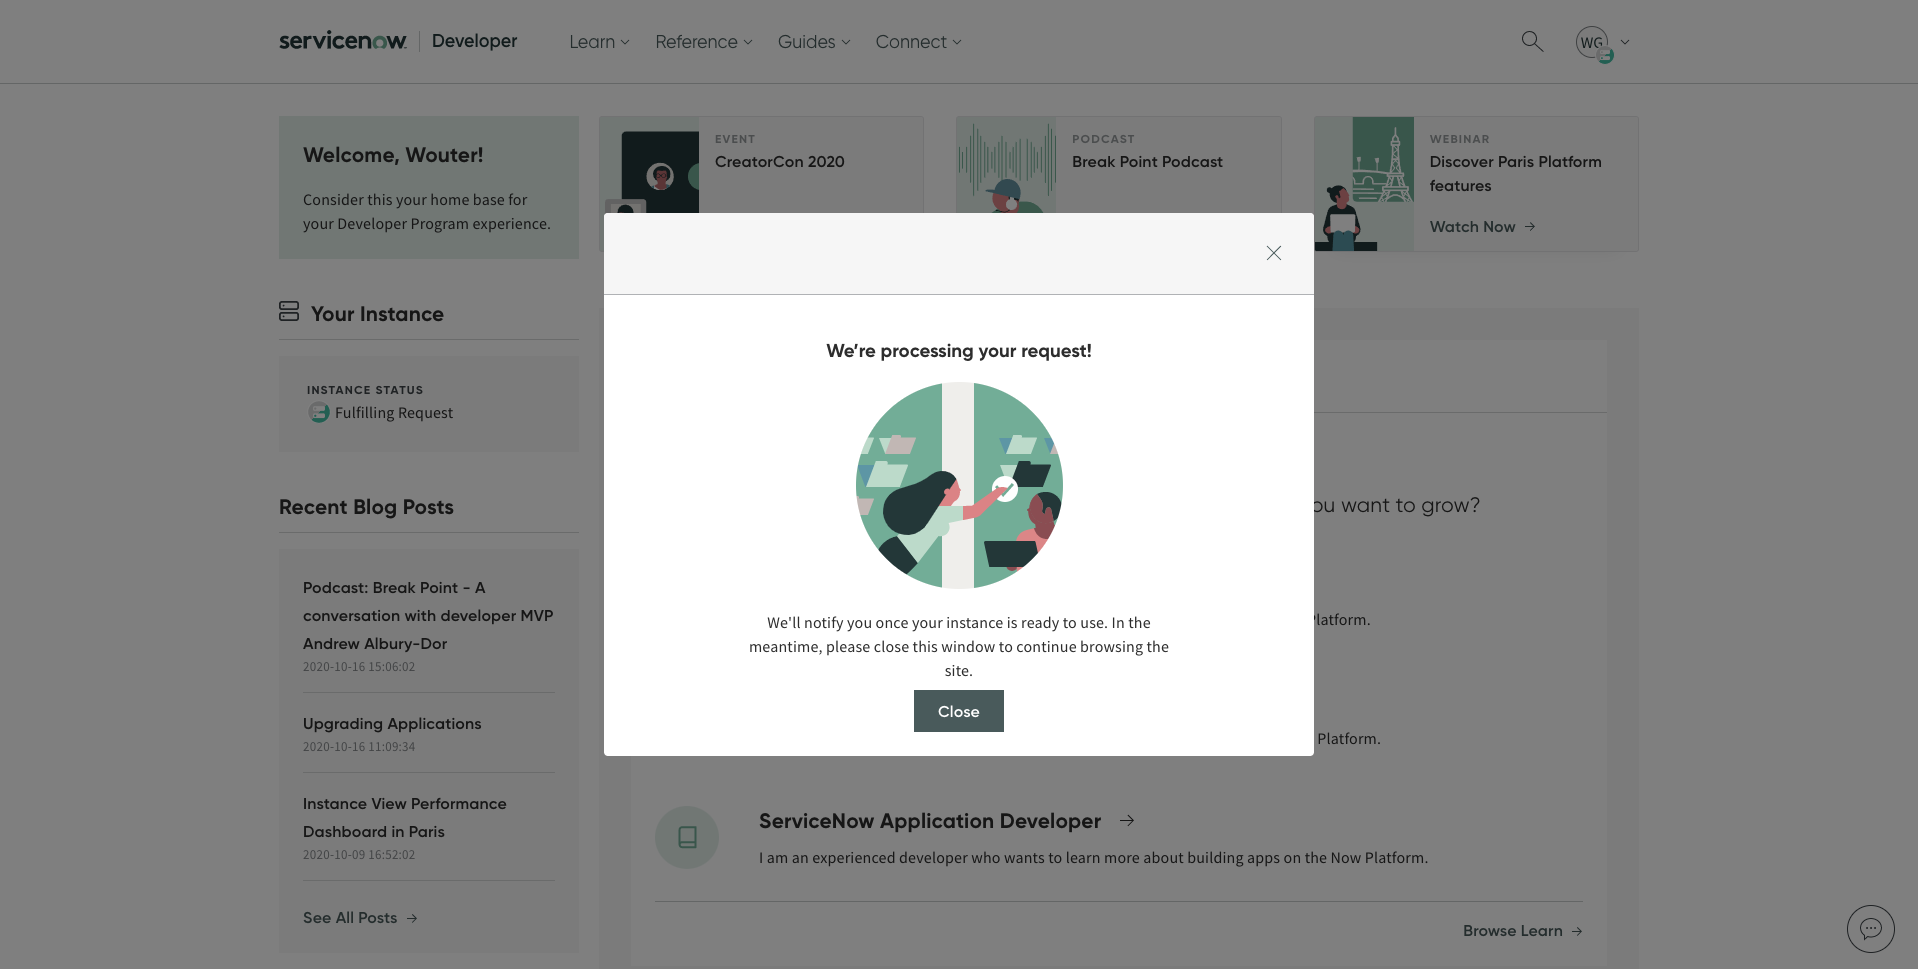 servicenow Developer Learn Reference Guides Connect WG
Welcome, Wouter!
Consider this your home base for
your Developer Program experience.
EVENT
CreatorCon 2020
PODCAST
Break Point Podcast
WEBINAR
Discover Paris Platform
features
Watch Now →
Your Instance
INSTANCE STATUS
Fulfilling Request
Recent Blog Posts
Podcast: Break Point - A
conversation with developer MVP
Andrew Albury-Dor
2020-10-16 15:06:02
Upgrading Applications
2020-10-16 11:09:34
Instance View Performance
Dashboard in Paris
2020-10-09 16:52:02
See All Posts →
We're processing your request!
We'll notify you once your instance is ready to use. In the
meantime, please close this window to continue browsing the
site.
Close
ou want to grow?
Platform.
Platform.
ServiceNow Application Developer →
I am an experienced developer who wants to learn more about building apps on the Now Platform.
Browse Learn →